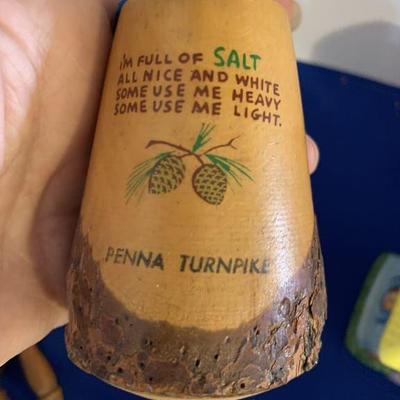 I'M FULL OF SALT
ALL NICE AND WHITE
SOME USE ME HEAVY
SOME USE ME LIGHT.
PENNA TURNPIKE